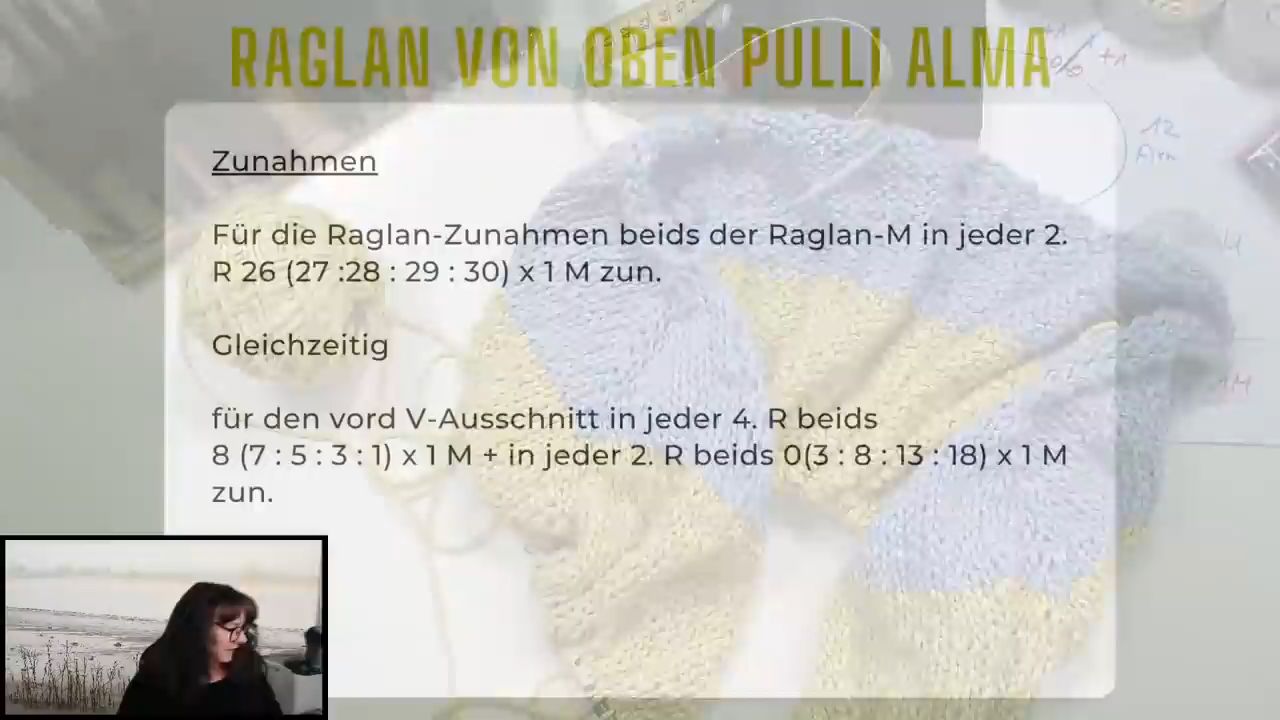 RAGLAN VON OBEN PULLI ALMA
% +1
12
Zunahmen
Für die Raglan-Zunahmen beids der Raglan-M in jeder 2.
R 26 (27 :28 : 29 : 30) x 1 M zun.
Gleichzeitig
für den vord V-Ausschnitt in jeder 4. R beids
8 (7 : 5 : 3 : 1) x 1 M + in jeder 2. R beids 0(3 : 8 : 13 : 18) x 1 M
zun.